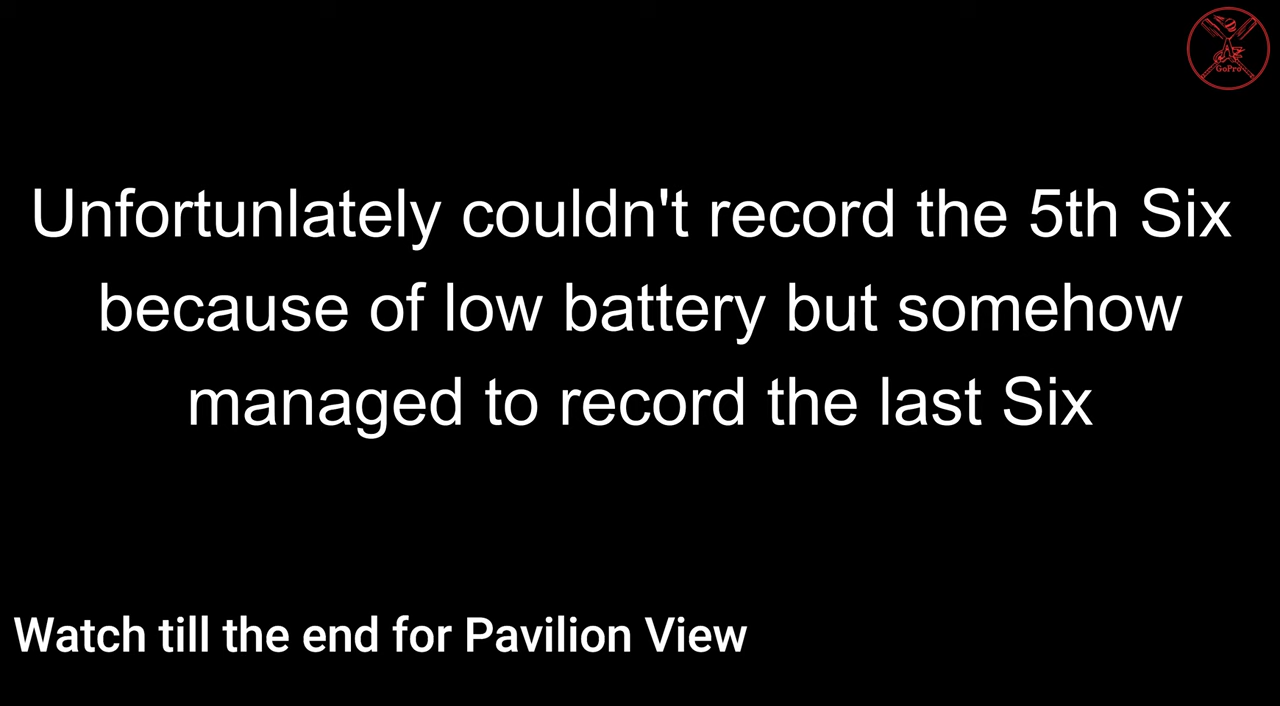 GoPro
Unfortunlately couldn't record the 5th Six
because of low battery but somehow
managed to record the last Six
Watch till the end for Pavilion View